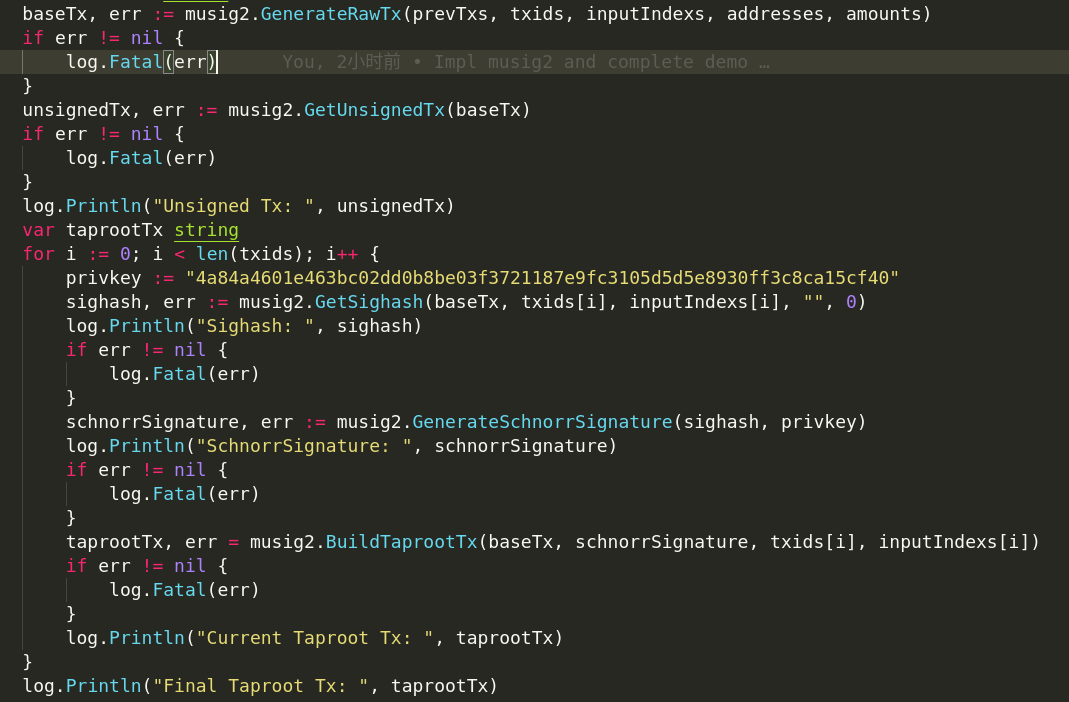 baseTx, err := musig2.GenerateRawTx(prevTxs, txids, inputIndexs, addresses, amounts)
if err != nil {
    log.Fatal(err)      You, 2小时前 • Impl musig2 and complete demo …
}
unsignedTx, err := musig2.GetUnsignedTx(baseTx)
if err != nil {
    log.Fatal(err)
}
log.Println("Unsigned Tx: ", unsignedTx)
var taprootTx string
for i := 0; i < len(txids); i++ {
    privkey := "4a84a4601e463bc02dd0b8be03f3721187e9fc3105d5d5e8930ff3c8ca15cf40"
    sighash, err := musig2.GetSighash(baseTx, txids[i], inputIndexs[i], "", 0)
    log.Println("Sighash: ", sighash)
    if err != nil {
        log.Fatal(err)
    }
    schnorrSignature, err := musig2.GenerateSchnorrSignature(sighash, privkey)
    log.Println("SchnorrSignature: ", schnorrSignature)
    if err != nil {
        log.Fatal(err)
    }
    taprootTx, err = musig2.BuildTaprootTx(baseTx, schnorrSignature, txids[i], inputIndexs[i])
    if err != nil {
        log.Fatal(err)
    }
    log.Println("Current Taproot Tx: ", taprootTx)
}
log.Println("Final Taproot Tx: ", taprootTx)